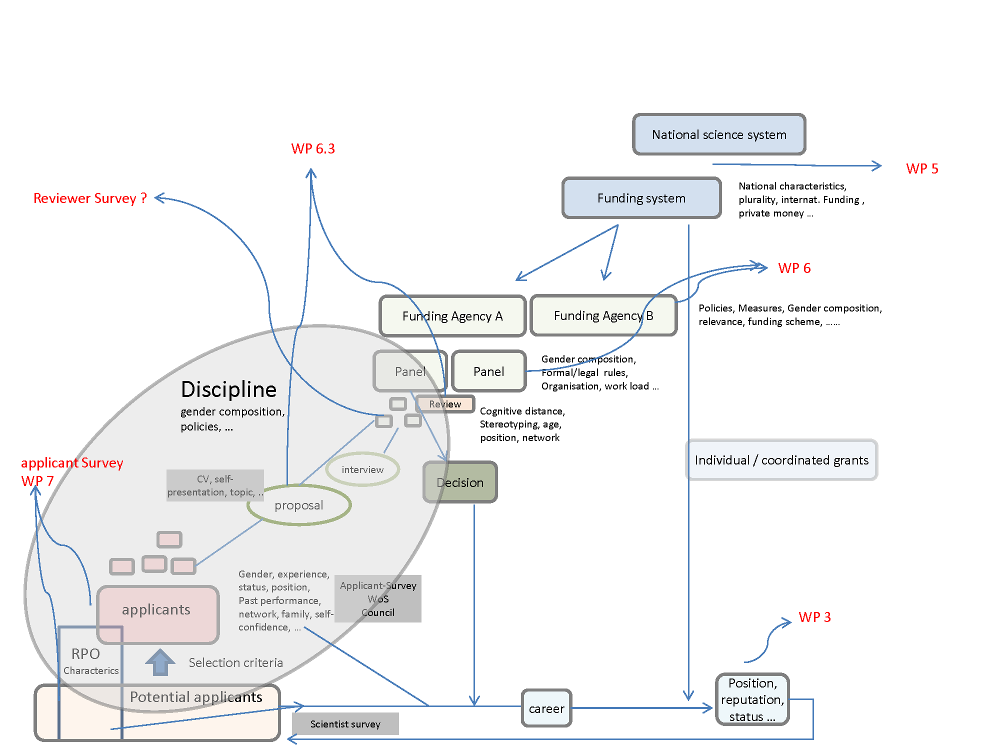 National science system
WP 6.3
WP 5
Funding system
National characteristics,
plurality, internat. Funding ,
private money ...
Reviewer Survey ?
WP 6
Funding Agency A
Funding Agency B
Policies, Measures, Gender composition,
relevance, funding scheme, ......
Panel
Panel
Gender composition,
Formal/legal rules,
Organisation, work load ...
Discipline
gender composition,
policies, ...
Review
Cognitive distance,
Stereotyping, age,
position, network
applicant Survey
WP 7
interview
Individual / coordinated grants
CV, self-
presentation, topic, ..
Decision
proposal
Gender, experience,
status, position,
Past performance,
network, family, self-
confidence, ...
Applicant-Survey
WoS
Council
applicants
WP 3
RPO
Characterics
Selection criteria
Potential applicants
career
Position,
reputation,
status ...
Scientist survey